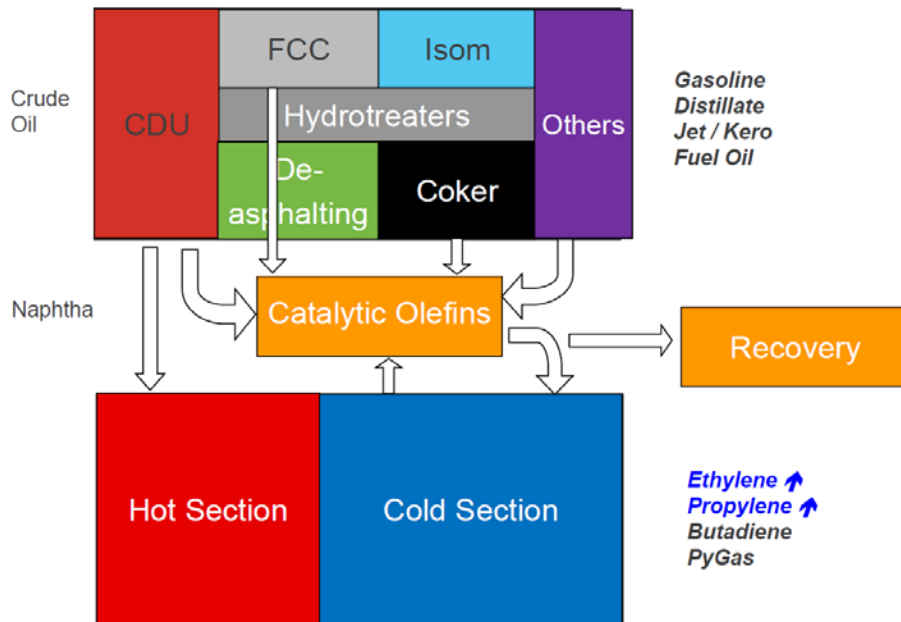 FCC
Isom
Crude
Oil
CDU
Hydrotreaters
Others
De-
asphalting
Coker
Gasoline
Distillate
Jet / Kero
Fuel Oil
Naphtha
Catalytic Olefins
Recovery
Hot Section
Cold Section
Ethylene
Propylene
Butadiene
PyGas